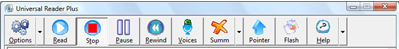 Universal Reader Plus
Options Read Stop Pause Rewind Voices Summ Pointer Flash Help